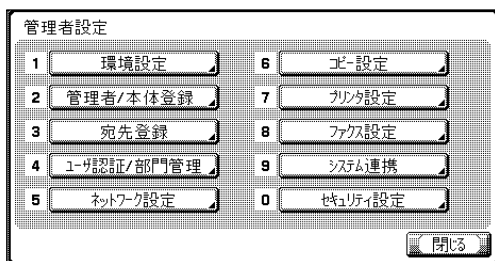 管理者設定
1 環境設定
2 管理者/本体登録
3 宛先登録
4 ユーザ認証/部門管理
5 ネットワーク設定
6 コピー設定
7 プリンタ設定
8 ファクス設定
9 システム連携
0 セキュリティ設定
閉じる